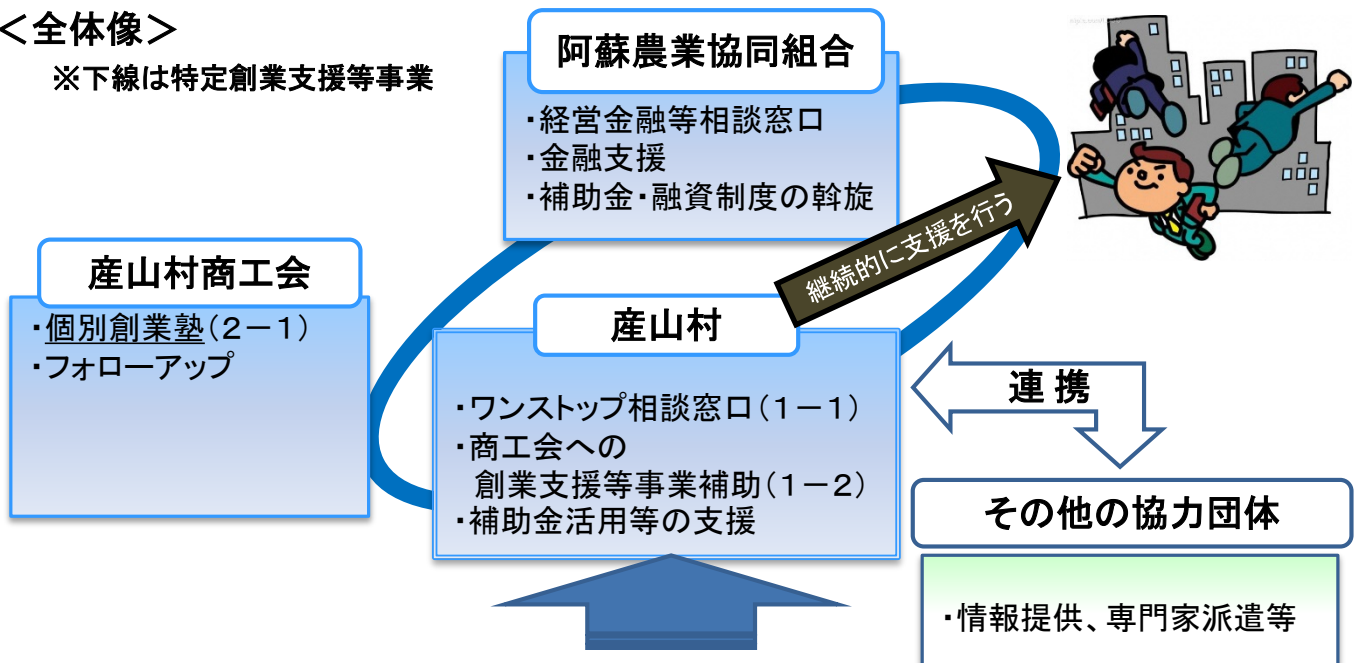 ＜全体像＞
※下線は特定創業支援等事業
阿蘇農業協同組合
・経営金融等相談窓口
・金融支援
・補助金・融資制度の斡旋
継続的に支援を行う
産山村商工会
・個別創業塾(２－１)
・フォローアップ
産山村
・ワンストップ相談窓口(１－１)
・商工会への
創業支援等事業補助(１－２)
・補助金活用等の支援
連 携
その他の協力団体
・情報提供、専門家派遣等